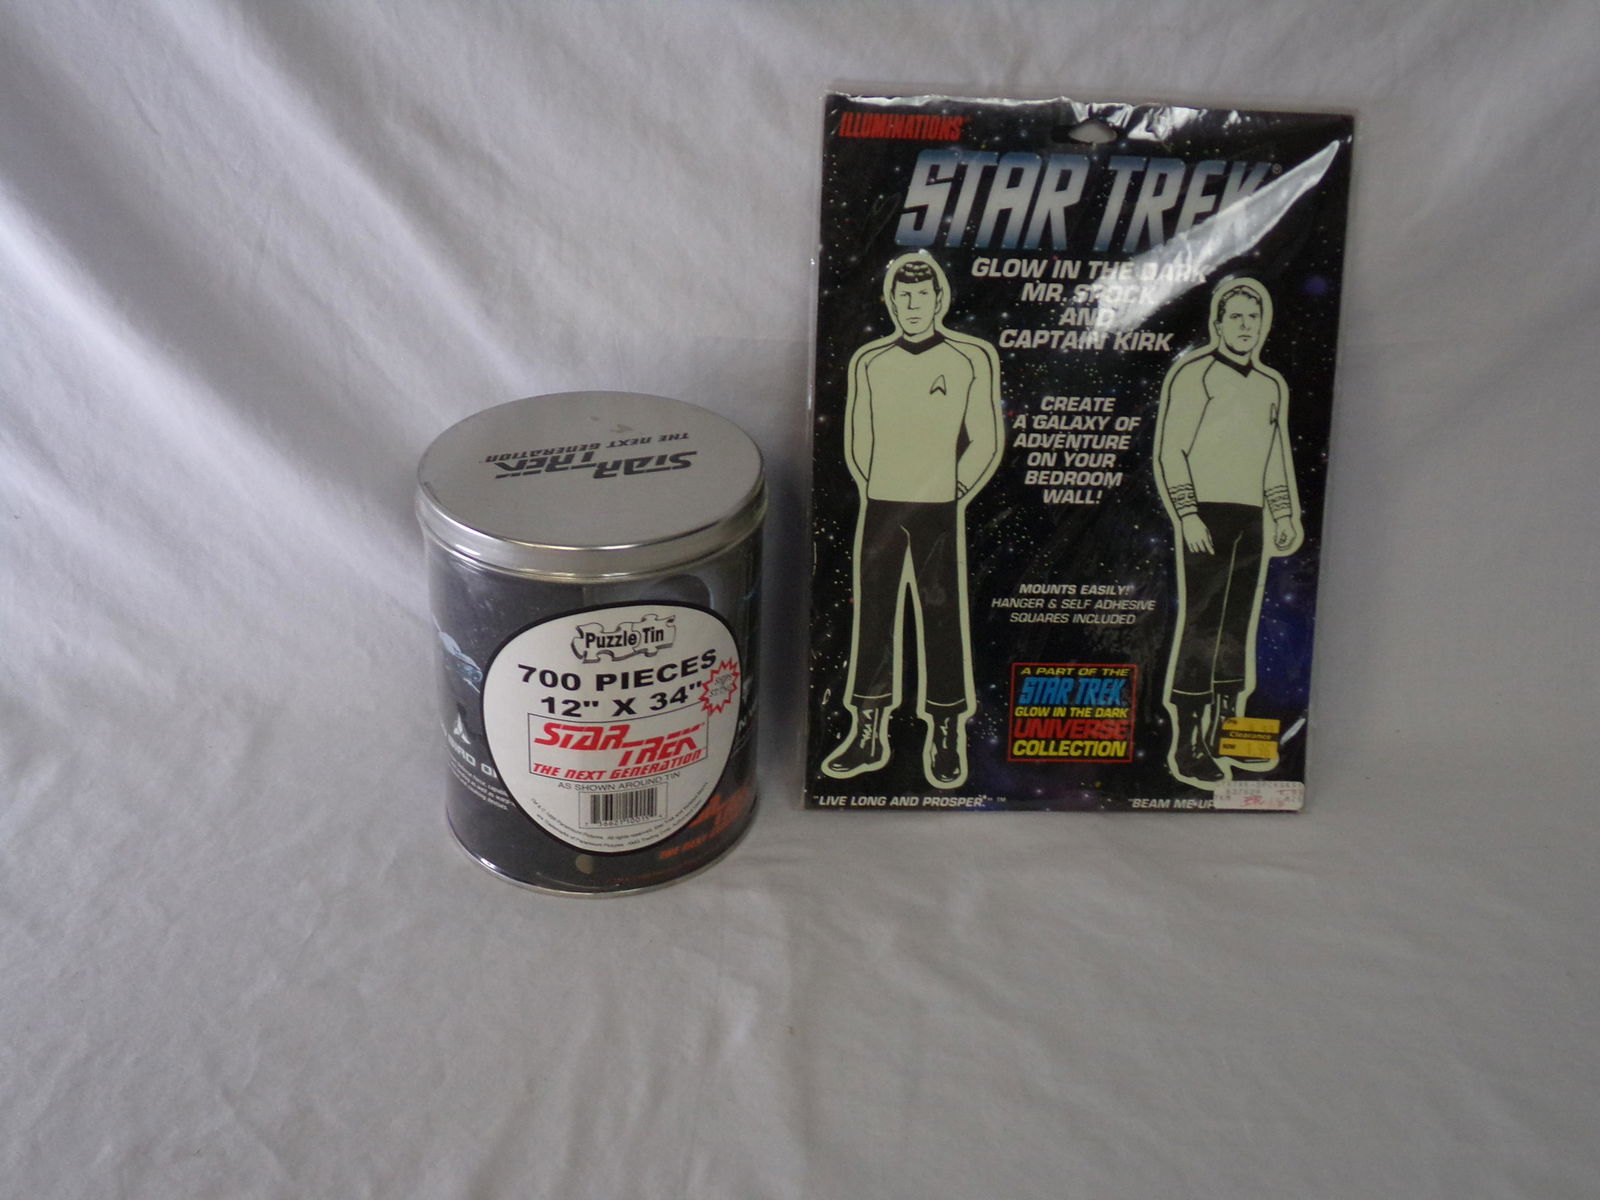 STAR TREK
THE NEXT GENERATION
Puzzle Tin
700 PIECES
12" X 34"
STAR TREK
THE NEXT GENERATION™
AS SHOWN AROUND TIN
ILLUMINATIONS
STAR TREK®
GLOW IN THE DARK
MR. SPOCK
AND
CAPTAIN KIRK
CREATE
A GALAXY OF
ADVENTURE
ON YOUR
BEDROOM
WALL!
MOUNTS EASILY!
HANGER & SELF ADHESIVE
SQUARES INCLUDED
A PART OF THE
STAR TREK
GLOW IN THE DARK
UNIVERSE
COLLECTION
Clearance
NOW
"LIVE LONG AND PROSPER."™
"BEAM ME UP